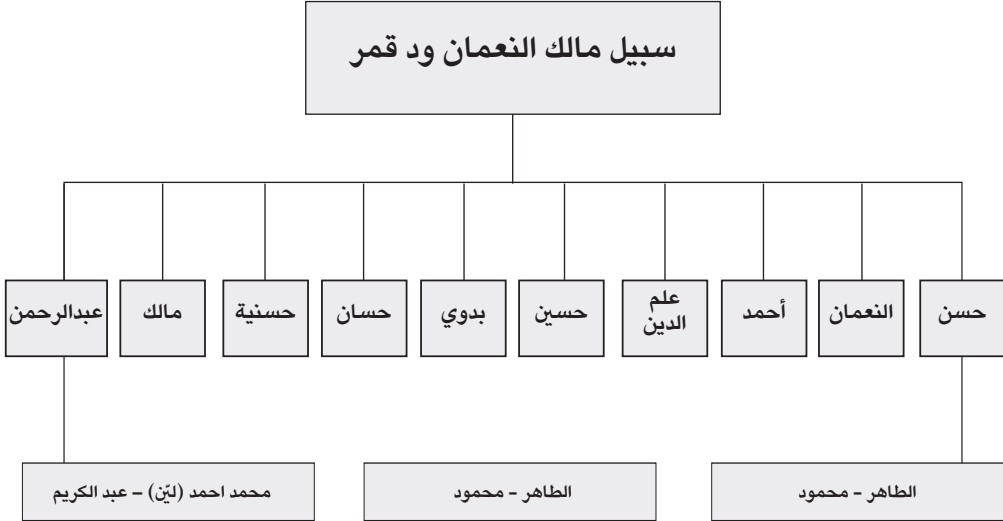 سبيل مالك النعمان ود قمر
حسن
النعمان
أحمد
علم
الدين
حسين
بدوي
حسان
حسنية
مالك
عبدالرحمن
الطاهر - محمود
الطاهر - محمود
محمد احمد (ليّن) - عبد الكريم